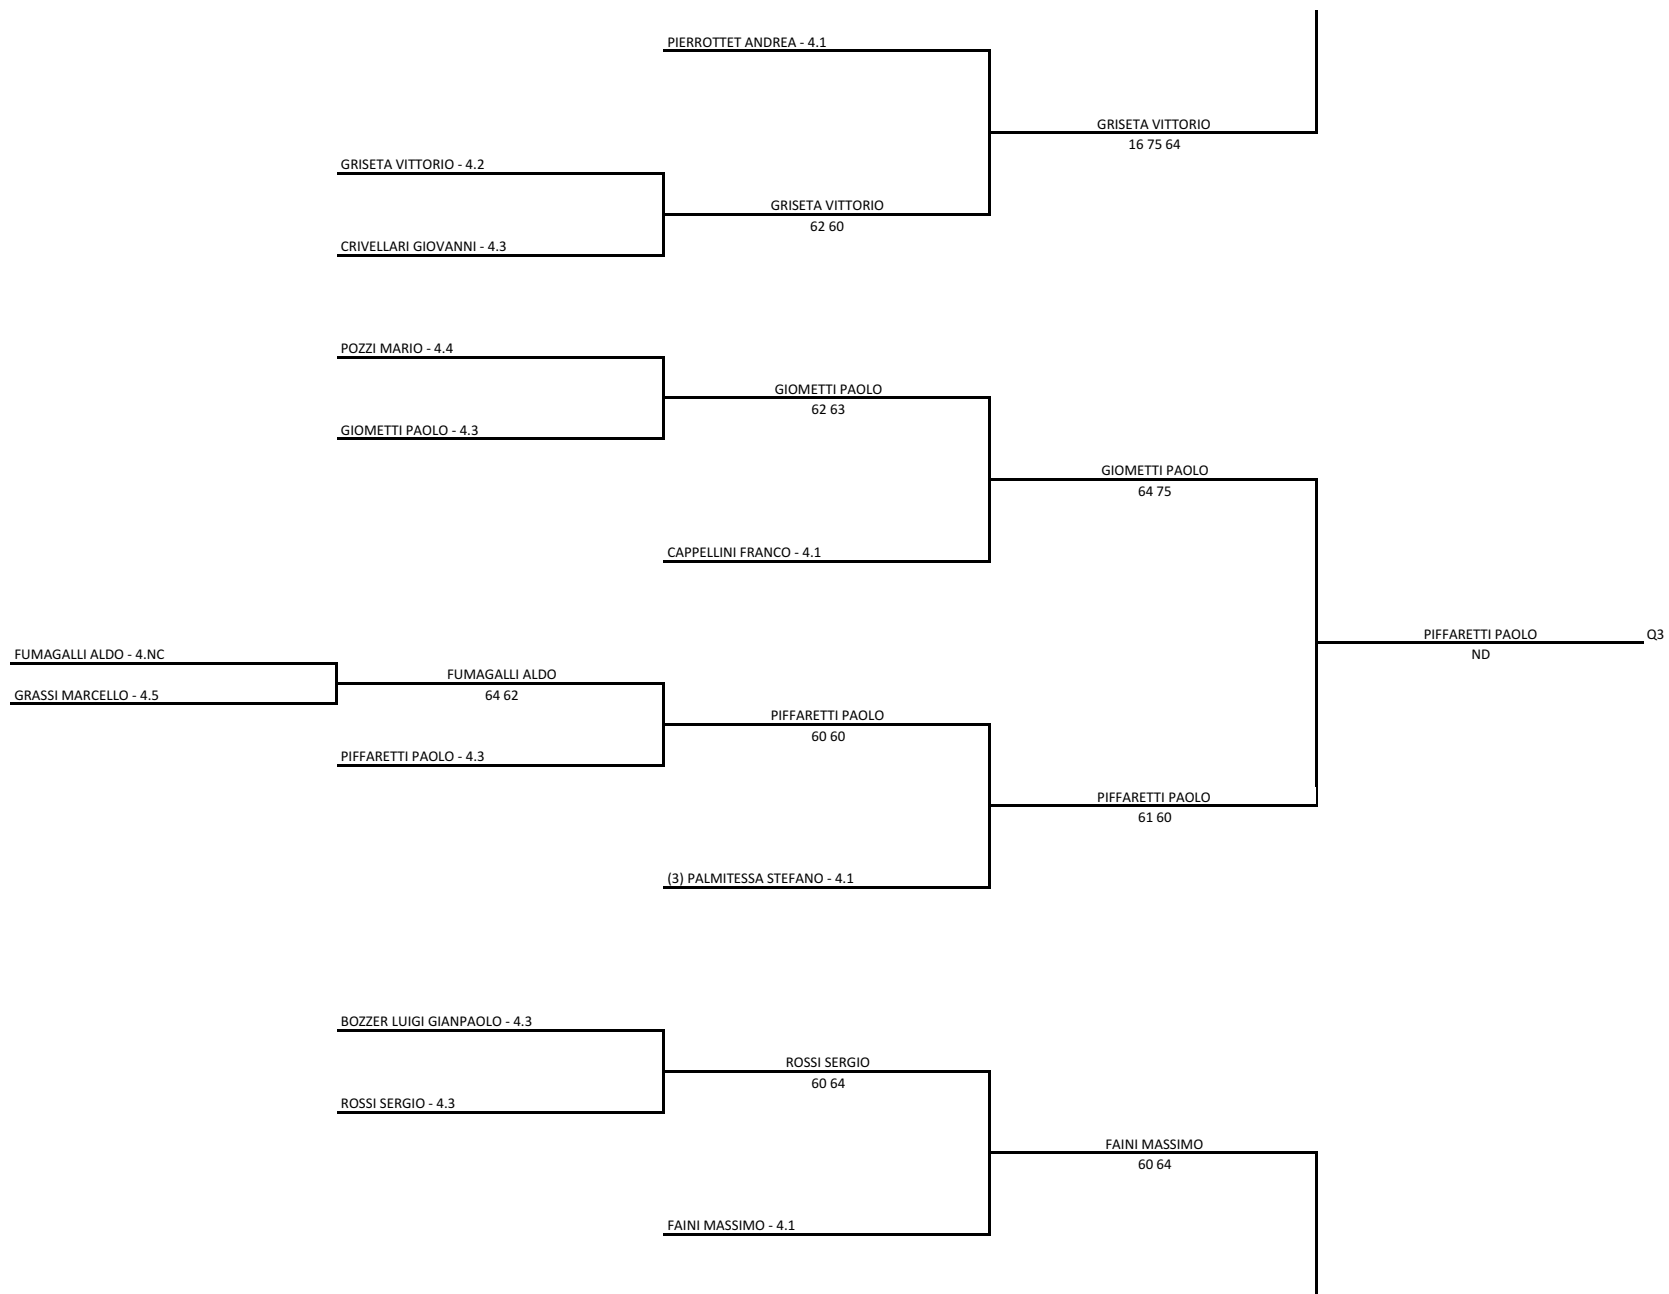 PIERROTTET ANDREA - 4.1
GRISETA VITTORIO
16 75 64
GRISETA VITTORIO - 4.2
GRISETA VITTORIO
62 60
CRIVELLARI GIOVANNI - 4.3
POZZI MARIO - 4.4
GIOMETTI PAOLO
62 63
GIOMETTI PAOLO - 4.3
GIOMETTI PAOLO
64 75
CAPPELLINI FRANCO - 4.1
PIFFARETTI PAOLO Q3
ND
FUMAGALLI ALDO - 4.NC
FUMAGALLI ALDO
64 62
GRASSI MARCELLO - 4.5
PIFFARETTI PAOLO
60 60
PIFFARETTI PAOLO - 4.3
PIFFARETTI PAOLO
61 60
(3) PALMITESSA STEFANO - 4.1
BOZZER LUIGI GIANPAOLO - 4.3
ROSSI SERGIO
60 64
ROSSI SERGIO - 4.3
FAINI MASSIMO
60 64
FAINI MASSIMO - 4.1